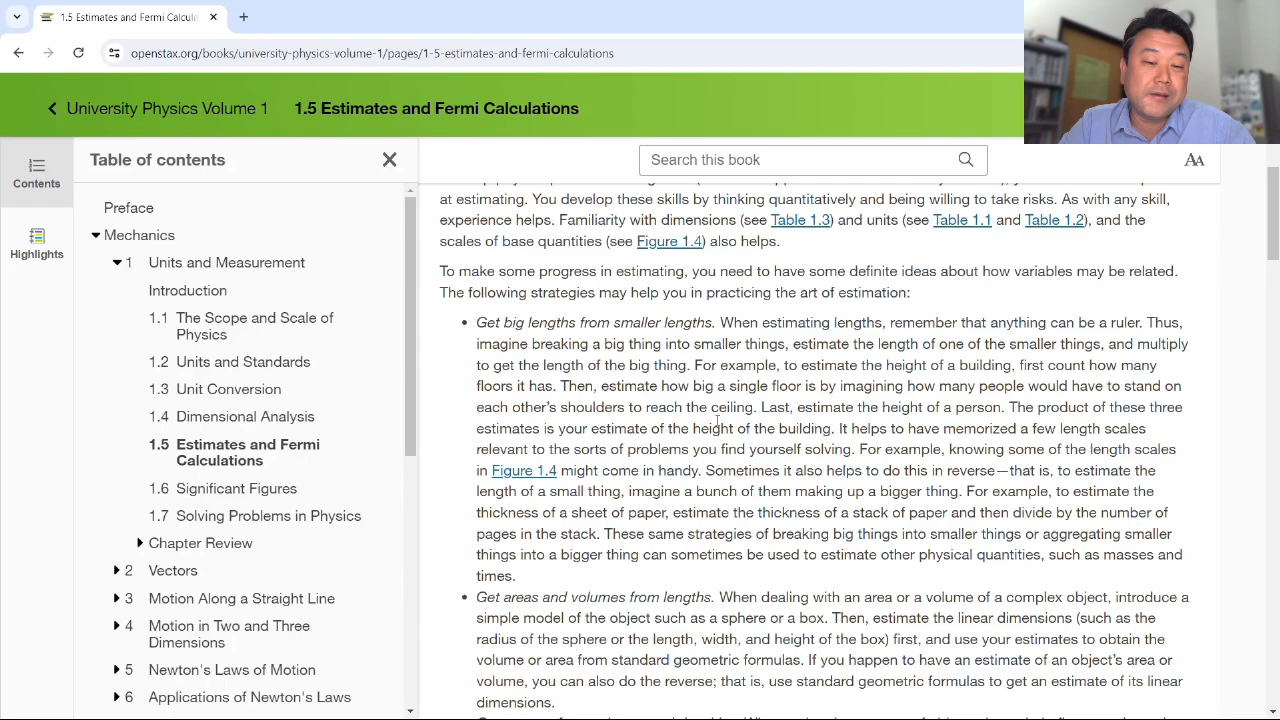 1.5 Estimates and Fermi Calcula
openstax.org/books/university-physics-volume-1/pages/1-5-estimates-and-fermi-calculations
University Physics Volume 1 1.5 Estimates and Fermi Calculations
Contents
Highlights
Table of contents
Preface
Mechanics
1 Units and Measurement
Introduction
1.1 The Scope and Scale of
Physics
1.2 Units and Standards
1.3 Unit Conversion
1.4 Dimensional Analysis
1.5 Estimates and Fermi
Calculations
1.6 Significant Figures
1.7 Solving Problems in Physics
Chapter Review
2 Vectors
3 Motion Along a Straight Line
4 Motion in Two and Three
Dimensions
5 Newton's Laws of Motion
6 Applications of Newton's Laws
Search this book
AA
at estimating. You develop these skills by thinking quantitatively and being willing to take risks. As with any skill,
experience helps. Familiarity with dimensions (see Table 1.3) and units (see Table 1.1 and Table 1.2), and the
scales of base quantities (see Figure 1.4) also helps.
To make some progress in estimating, you need to have some definite ideas about how variables may be related.
The following strategies may help you in practicing the art of estimation:
• Get big lengths from smaller lengths. When estimating lengths, remember that anything can be a ruler. Thus,
imagine breaking a big thing into smaller things, estimate the length of one of the smaller things, and multiply
to get the length of the big thing. For example, to estimate the height of a building, first count how many
floors it has. Then, estimate how big a single floor is by imagining how many people would have to stand on
each other's shoulders to reach the ceiling. Last, estimate the height of a person. The product of these three
estimates is your estimate of the height of the building. It helps to have memorized a few length scales
relevant to the sorts of problems you find yourself solving. For example, knowing some of the length scales
in Figure 1.4 might come in handy. Sometimes it also helps to do this in reverse—that is, to estimate the
length of a small thing, imagine a bunch of them making up a bigger thing. For example, to estimate the
thickness of a sheet of paper, estimate the thickness of a stack of paper and then divide by the number of
pages in the stack. These same strategies of breaking big things into smaller things or aggregating smaller
things into a bigger thing can sometimes be used to estimate other physical quantities, such as masses and
times.
• Get areas and volumes from lengths. When dealing with an area or a volume of a complex object, introduce a
simple model of the object such as a sphere or a box. Then, estimate the linear dimensions (such as the
radius of the sphere or the length, width, and height of the box) first, and use your estimates to obtain the
volume or area from standard geometric formulas. If you happen to have an estimate of an object's area or
volume, you can also do the reverse; that is, use standard geometric formulas to get an estimate of its linear
dimensions.